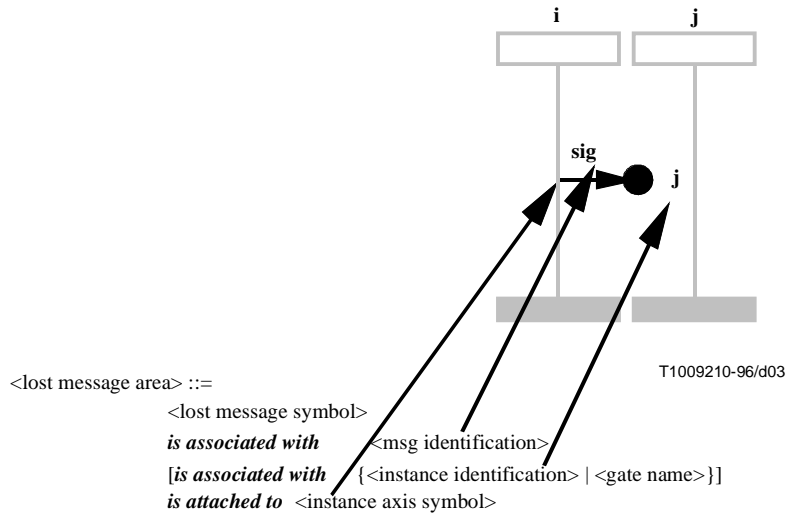 i j
sig
j
T1009210-96/d03
<lost message area> ::=
<lost message symbol>
is associated with <msg identification>
[is associated with {<instance identification> | <gate name>}]
is attached to <instance axis symbol>